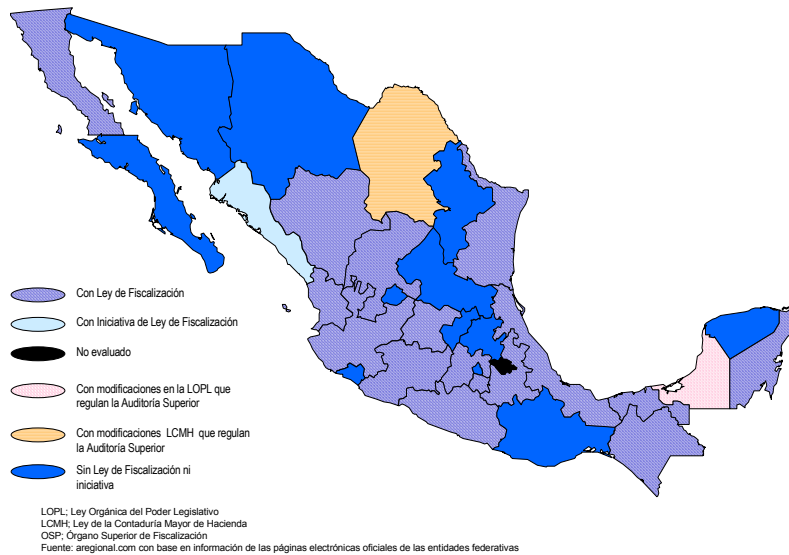 Con Ley de Fiscalización
Con Iniciativa de Ley de Fiscalización
No evaluado
Con modificaciones en la LOPL que
regulan la Auditoría Superior
Con modificaciones LCMH que regulan
la Auditoría Superior
Sin Ley de Fiscalización ni
iniciativa
LOPL; Ley Orgánica del Poder Legislativo
LCMH; Ley de la Contaduría Mayor de Hacienda
OSP; Órgano Superior de Fiscalización
Fuente: aregional.com con base en información de las páginas electrónicas oficiales de las entidades federativas